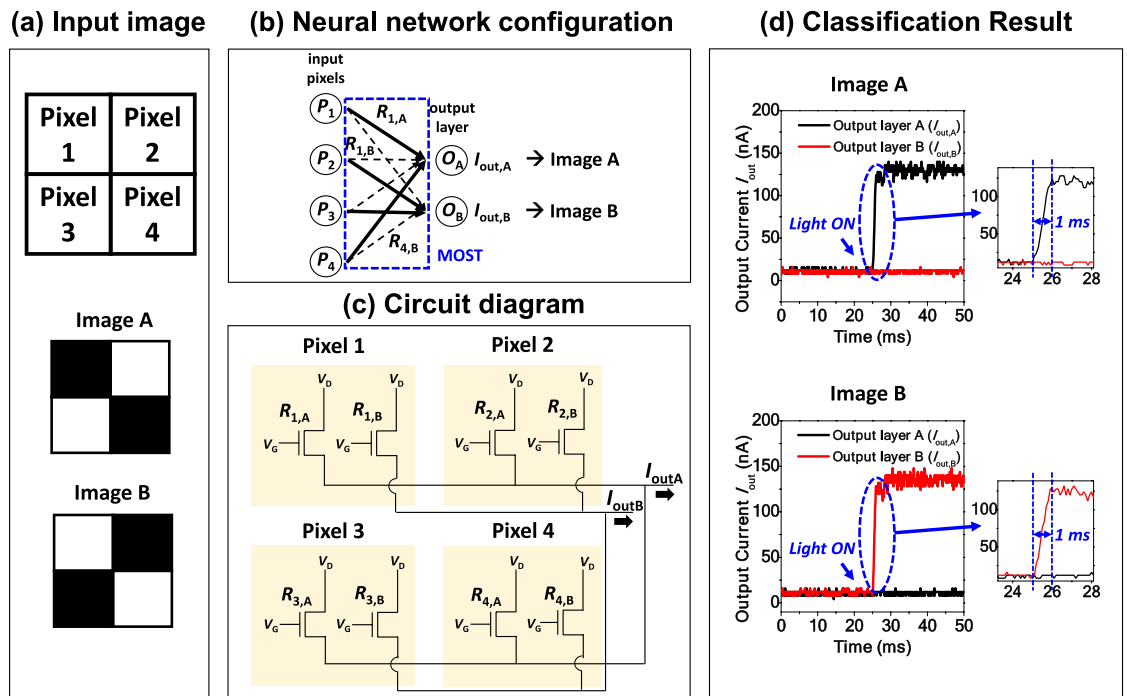 (a) Input image
Pixel 1
Pixel 2
Pixel 3
Pixel 4
Image A
Image B
(b) Neural network configuration
input
pixels
output
layer
P1
P2
P3
P4
R1,A
R1,B
R4,B
OA Iout,A → Image A
OB Iout,B → Image B
MOST
(c) Circuit diagram
Pixel 1
VD
VD
R1,A
R1,B
VG
VG
Pixel 2
VD
VD
R2,A
R2,B
VG
VG
IoutA
IoutB
Pixel 3
VD
VD
R3,A
R3,B
VG
VG
Pixel 4
VD
VD
R4,A
R4,B
VG
VG
(d) Classification Result
Image A
Output Current Iout (nA)
200
150
100
50
0
Output layer A (Iout,A)
Output layer B (Iout,B)
Light ON
0 10 20 30 40 50
Time (ms)
100
50
1 ms
24 26 28
Image B
Output Current Iout (nA)
200
150
100
50
0
Output layer A (Iout,A)
Output layer B (Iout,B)
Light ON
0 10 20 30 40 50
Time (ms)
100
50
1 ms
24 26 28